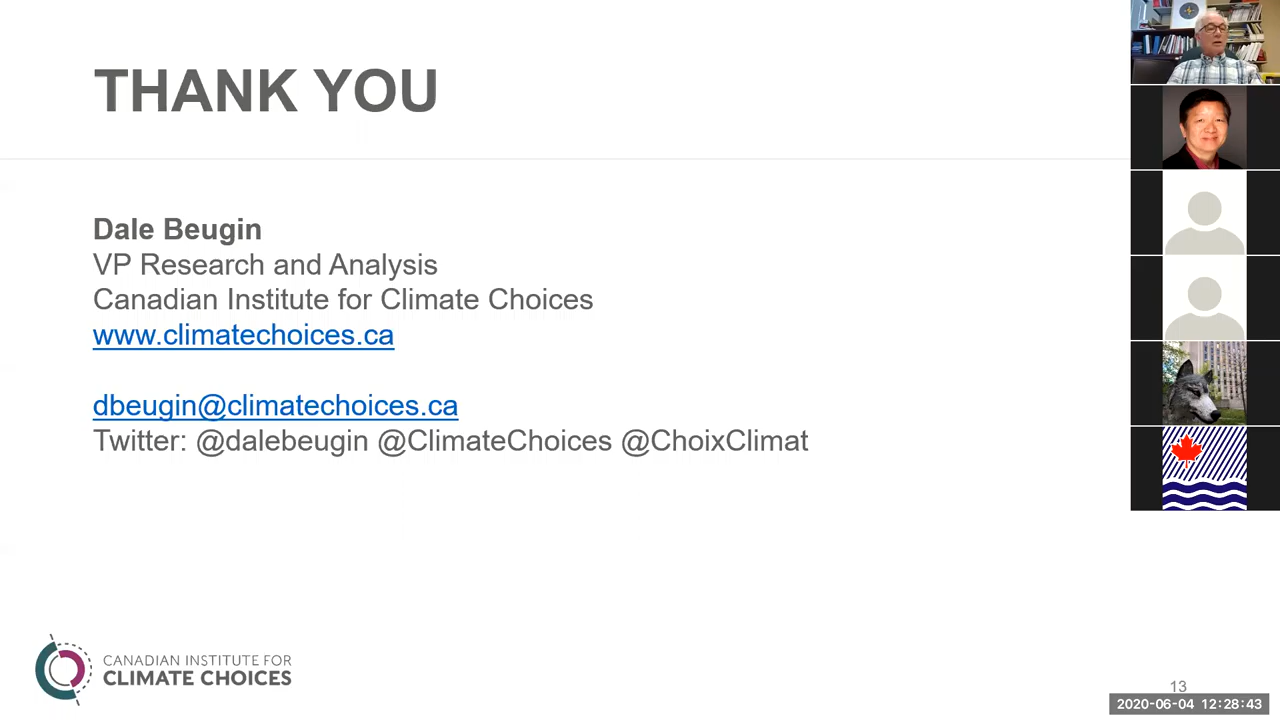 THANK YOU
Dale Beugin
VP Research and Analysis
Canadian Institute for Climate Choices
www.climatechoices.ca
dbeugin@climatechoices.ca
Twitter: @dalebeugin @ClimateChoices @ChoixClimat
CANADIAN INSTITUTE FOR
CLIMATE CHOICES
13
2020-06-04 12:28:43